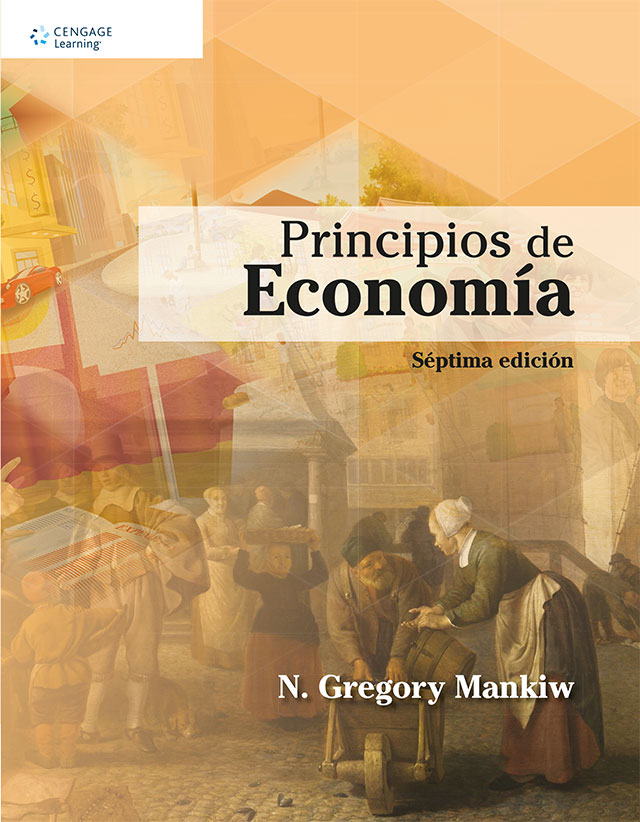 CENGAGE
Learning®
Principios de
Economía
Séptima edición
N. Gregory Mankiw